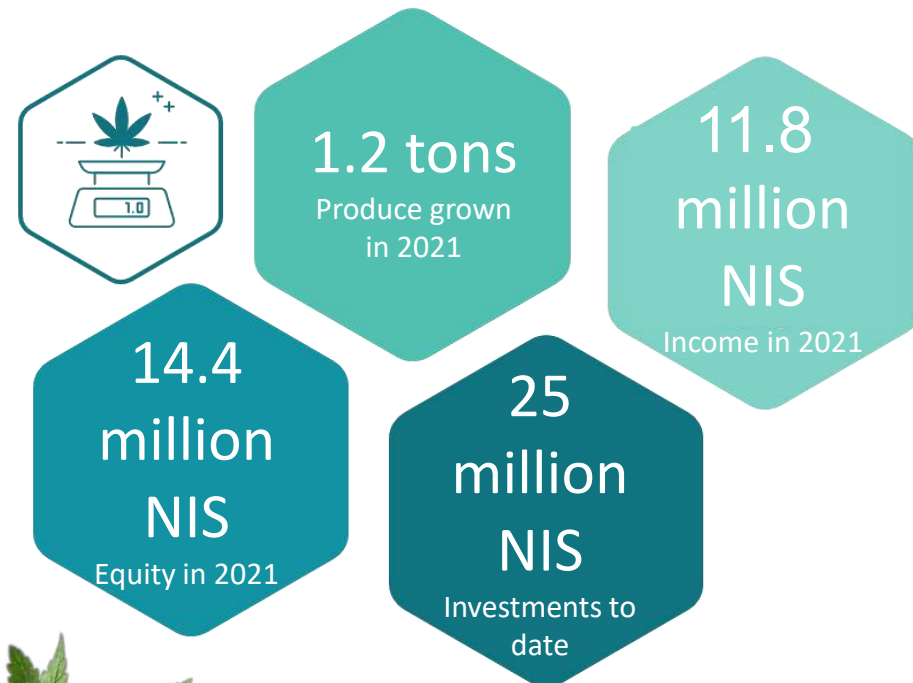 1.0
1.2 tons
Produce grown
in 2021
11.8
million
NIS
Income in 2021
14.4
million
NIS
Equity in 2021
25
million
NIS
Investments to
date